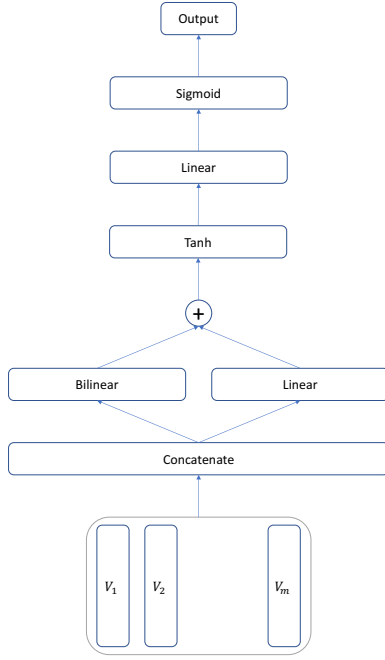 Output
Sigmoid
Linear
Tanh
+
Bilinear Linear
Concatenate
V1 V2 Vm